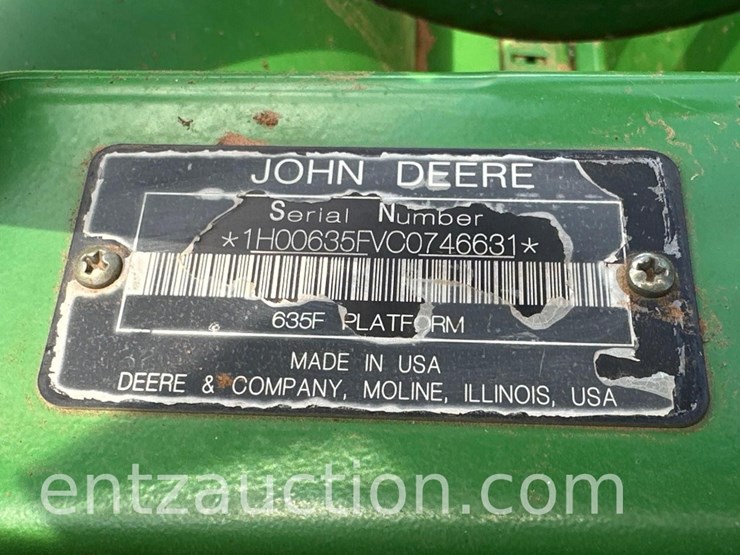 JOHN DEERE
Serial Number
*1H00635FVC0746631*
635F PLATFORM
MADE IN USA
DEERE & COMPANY, MOLINE, ILLINOIS, USA
entzauction.com